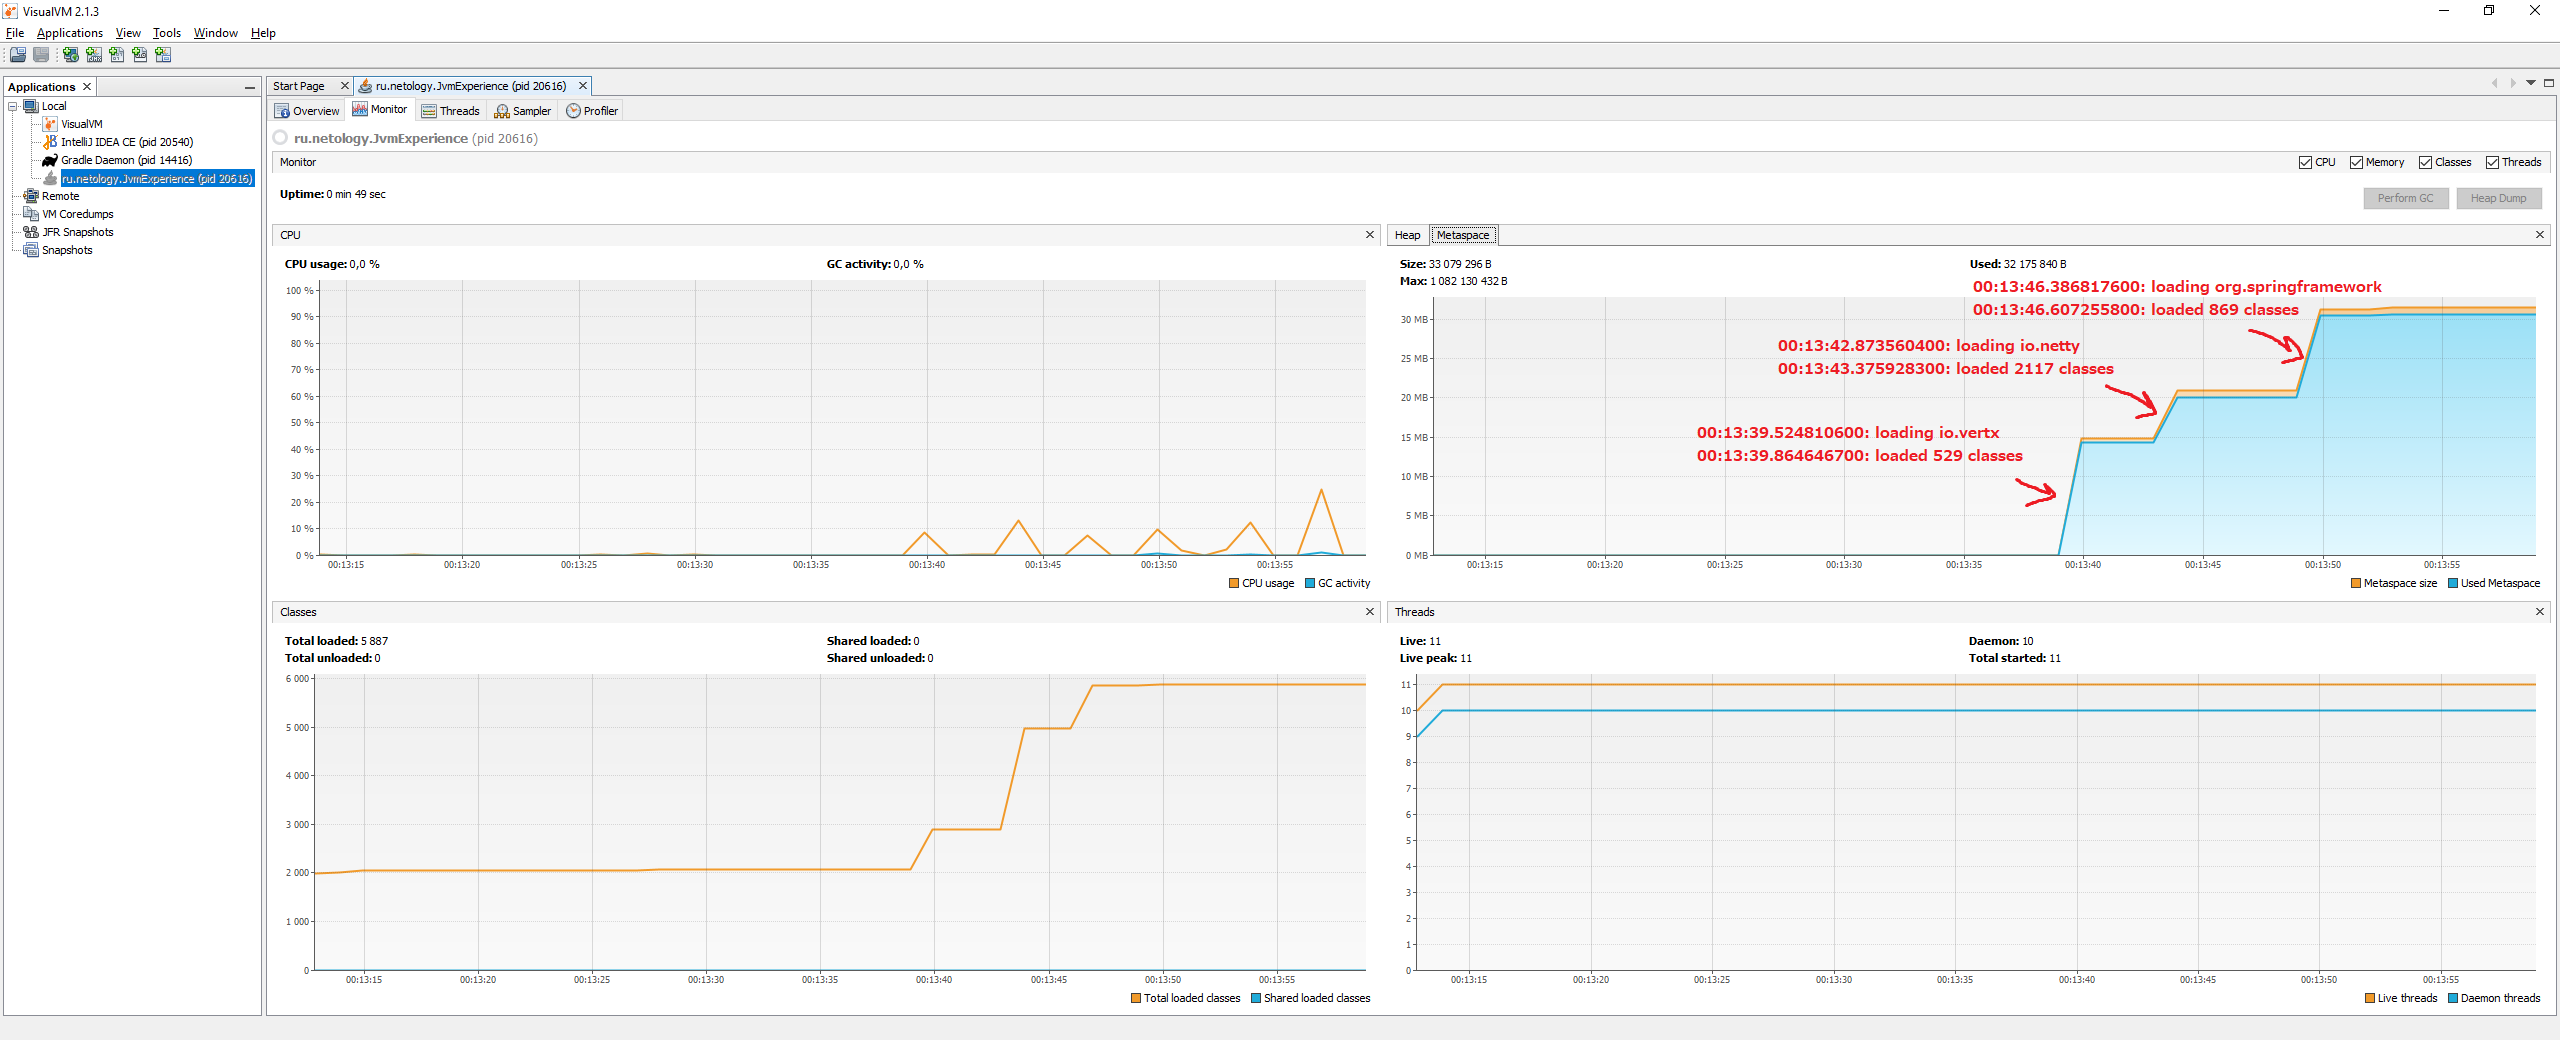 VisualVM 2.1.3
File Applications View Tools Window Help
Applications
Local
VisualVM
IntelliJ IDEA CE (pid 20540)
Gradle Daemon (pid 14416)
ru.netology.JvmExperience (pid 20616)
Remote
VM Coredumps
JFR Snapshots
Snapshots
Start Page ru.netology.JvmExperience (pid 20616)
Overview Monitor Threads Sampler Profiler
ru.netology.JvmExperience (pid 20616)
Monitor CPU Memory Classes Threads
Uptime: 0 min 49 sec
Perform GC Heap Dump
CPU
CPU usage: 0,0 % GC activity: 0,0 %
100 %
90 %
80 %
70 %
60 %
50 %
40 %
30 %
20 %
10 %
0 %
00:13:15 00:13:20 00:13:25 00:13:30 00:13:35 00:13:40 00:13:45 00:13:50 00:13:55
CPU usage GC activity
Heap Metaspace
Size: 33 079 296 B Used: 32 175 840 B
Max: 1 082 130 432 B
00:13:46.386817600: loading org.springframework
00:13:46.607255800: loaded 869 classes
00:13:42.873560400: loading io.netty
00:13:43.375928300: loaded 2117 classes
00:13:39.524810600: loading io.vertx
00:13:39.864646700: loaded 529 classes
30 MB
25 MB
20 MB
15 MB
10 MB
5 MB
0 MB
00:13:15 00:13:20 00:13:25 00:13:30 00:13:35 00:13:40 00:13:45 00:13:50 00:13:55
Metaspace size Used Metaspace
Classes
Total loaded: 5 887 Shared loaded: 0
Total unloaded: 0 Shared unloaded: 0
6 000
5 000
4 000
3 000
2 000
1 000
0
00:13:15 00:13:20 00:13:25 00:13:30 00:13:35 00:13:40 00:13:45 00:13:50 00:13:55
Total loaded classes Shared loaded classes
Threads
Live: 11 Daemon: 10
Live peak: 11 Total started: 11
11
10
9
8
7
6
5
4
3
2
1
0
00:13:15 00:13:20 00:13:25 00:13:30 00:13:35 00:13:40 00:13:45 00:13:50 00:13:55
Live threads Daemon threads